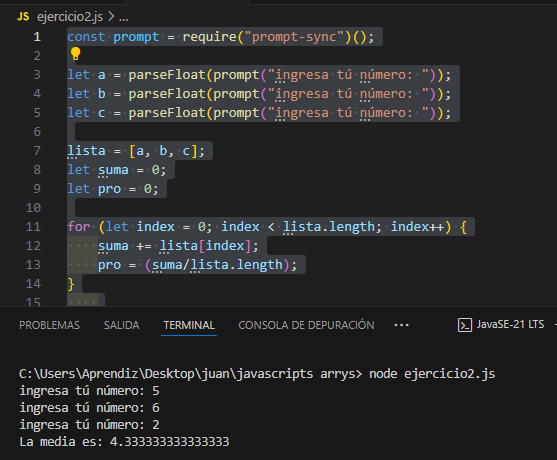 JS ejercicio2.js > ...
1 const prompt = require("prompt-sync")();
2
3 let a = parseFloat(prompt("ingresa tú número: "));
4 let b = parseFloat(prompt("ingresa tú número: "));
5 let c = parseFloat(prompt("ingresa tú número: "));
6
7 lista = [a, b, c];
8 let suma = 0;
9 let pro = 0;
10
11 for (let index = 0; index < lista.length; index++) {
12 suma += lista[index];
13 pro = (suma/lista.length);
14 }
15
PROBLEMAS SALIDA TERMINAL CONSOLA DE DEPURACIÓN ... JavaSE-21 LTS
C:\Users\Aprendiz\Desktop\juan\javascripts arrys> node ejercicio2.js
ingresa tú número: 5
ingresa tú número: 6
ingresa tú número: 2
La media es: 4.333333333333333